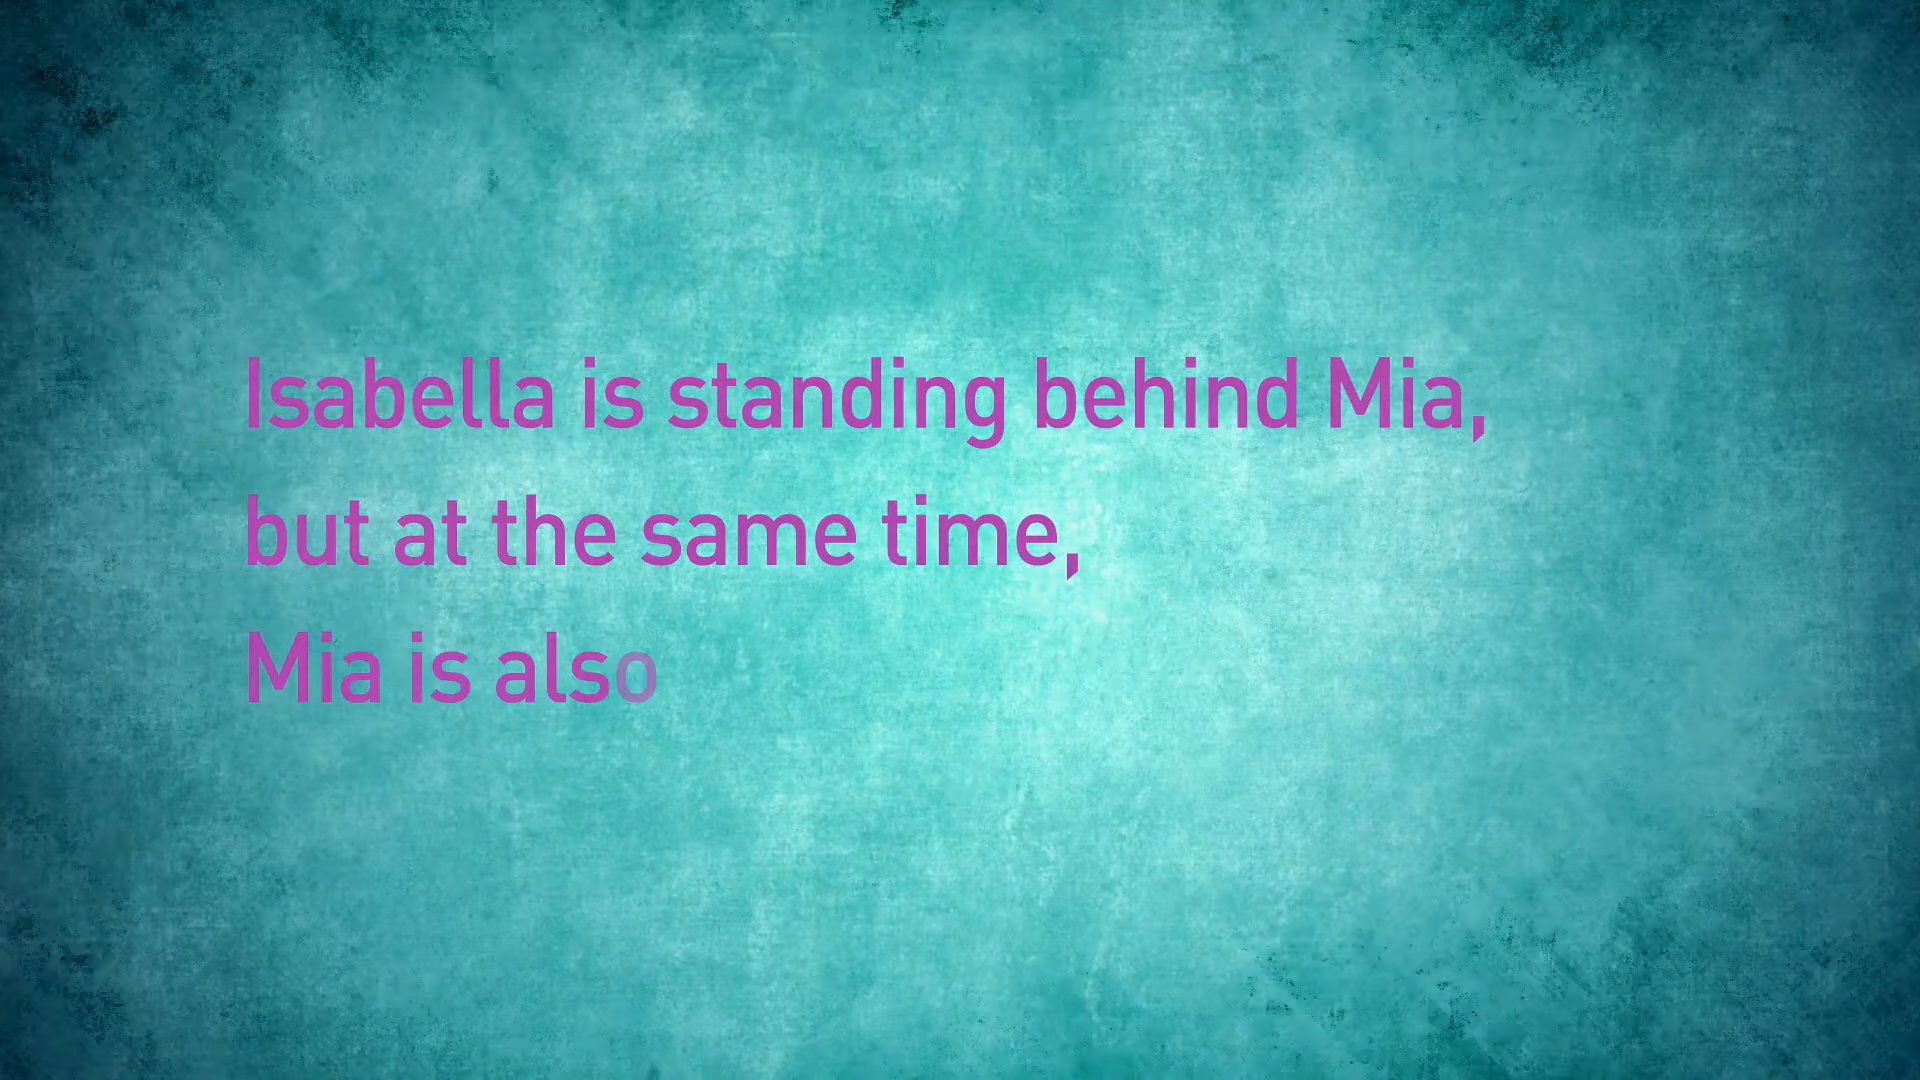 Isabella is standing behind Mia,
but at the same time,
Mia is also